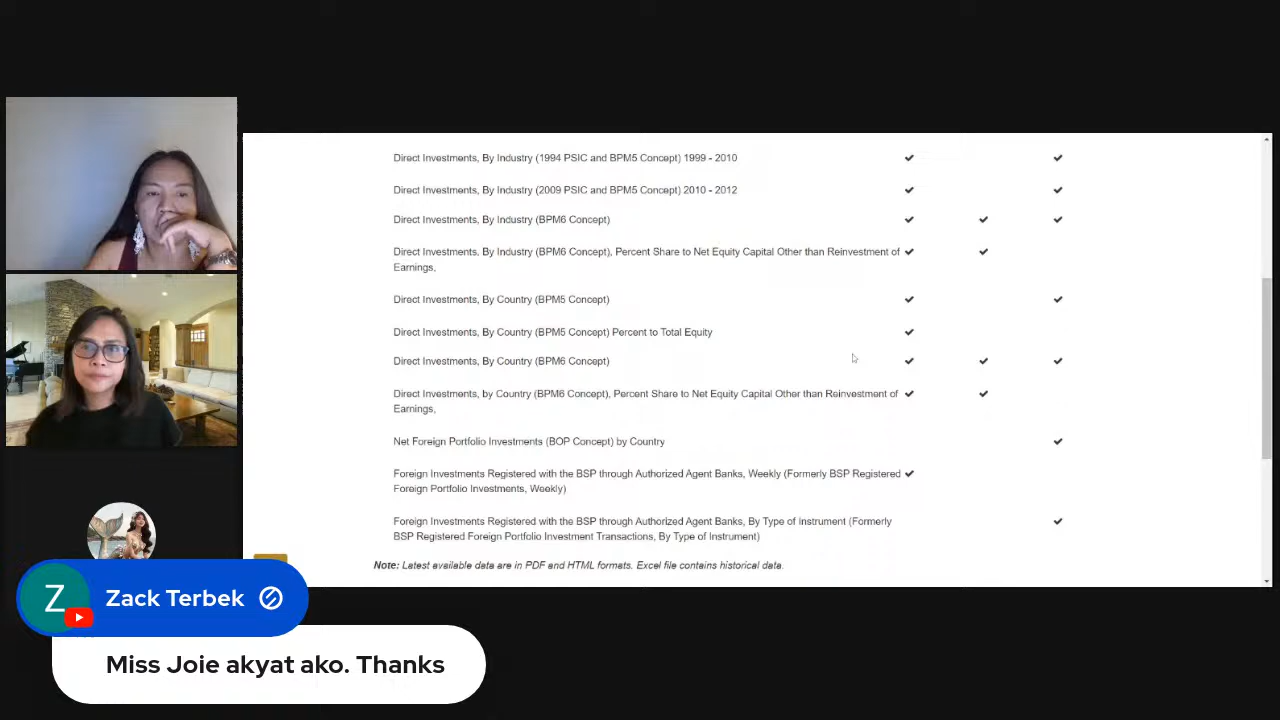 Direct Investments, By Industry (1994 PSIC and BPM5 Concept) 1999 - 2010
Direct Investments, By Industry (2009 PSIC and BPM5 Concept) 2010 - 2012
Direct Investments, By Industry (BPM6 Concept)
Direct Investments, By Industry (BPM6 Concept), Percent Share to Net Equity Capital Other than Reinvestment of
Earnings,
Direct Investments, By Country (BPM5 Concept)
Direct Investments, By Country (BPM5 Concept) Percent to Total Equity
Direct Investments, By Country (BPM6 Concept)
Direct Investments, by Country (BPM6 Concept), Percent Share to Net Equity Capital Other than Reinvestment of
Earnings,
Net Foreign Portfolio Investments (BOP Concept) by Country
Foreign Investments Registered with the BSP through Authorized Agent Banks, Weekly (Formerly BSP Registered
Foreign Portfolio Investments, Weekly)
Foreign Investments Registered with the BSP through Authorized Agent Banks, By Type of Instrument (Formerly
BSP Registered Foreign Portfolio Investment Transactions, By Type of Instrument)
Note: Latest available data are in PDF and HTML formats. Excel file contains historical data.
Z
Zack Terbek
Miss Joie akyat ako. Thanks